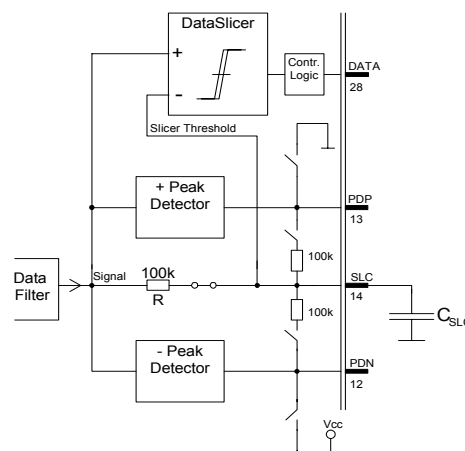 DataSlicer
+
-
Contr.
Logic
DATA
28
Slicer Threshold
+ Peak
Detector
PDP
13
Data
Filter
Signal
100k
R
100k
SLC
14
100k
C SLC
- Peak
Detector
PDN
12
Vcc